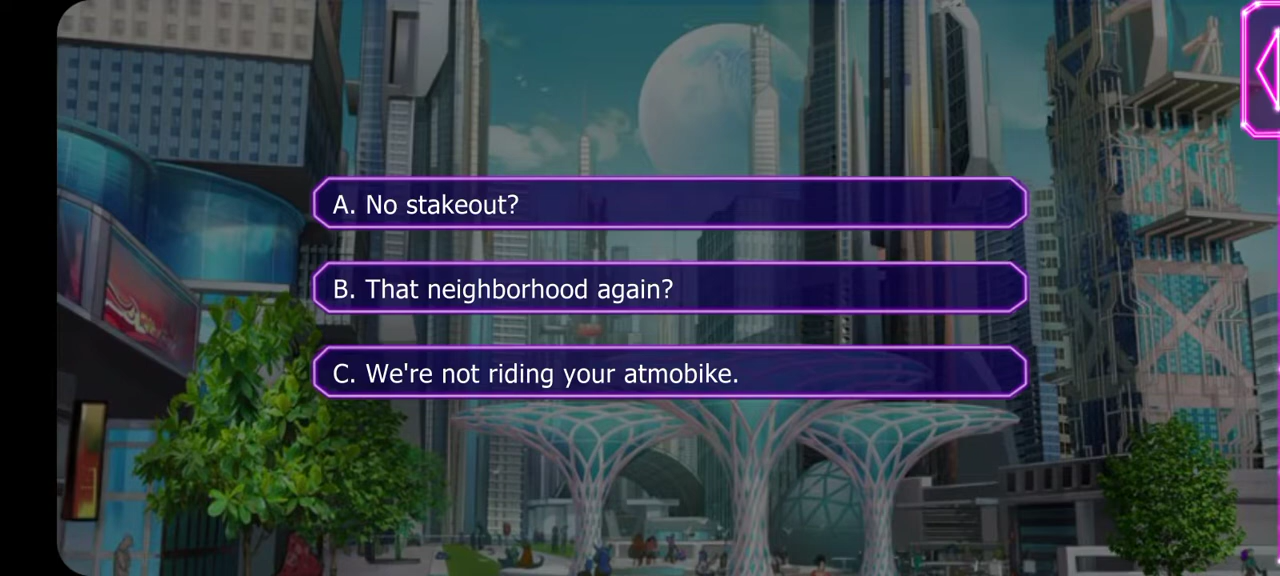 A. No stakeout?
B. That neighborhood again?
C. We're not riding your atmobike.